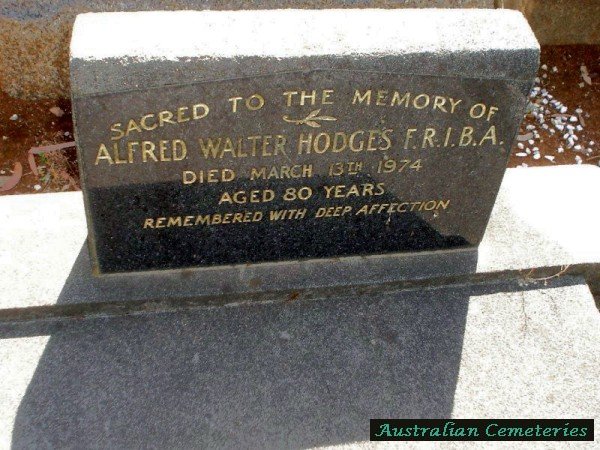 SACRED TO THE MEMORY OF
ALFRED WALTER HODGES F.R.I.B.A.
DIED MARCH 13TH 1974
AGED 80 YEARS
REMEMBERED WITH DEEP AFFECTION
Australian Cemeteries